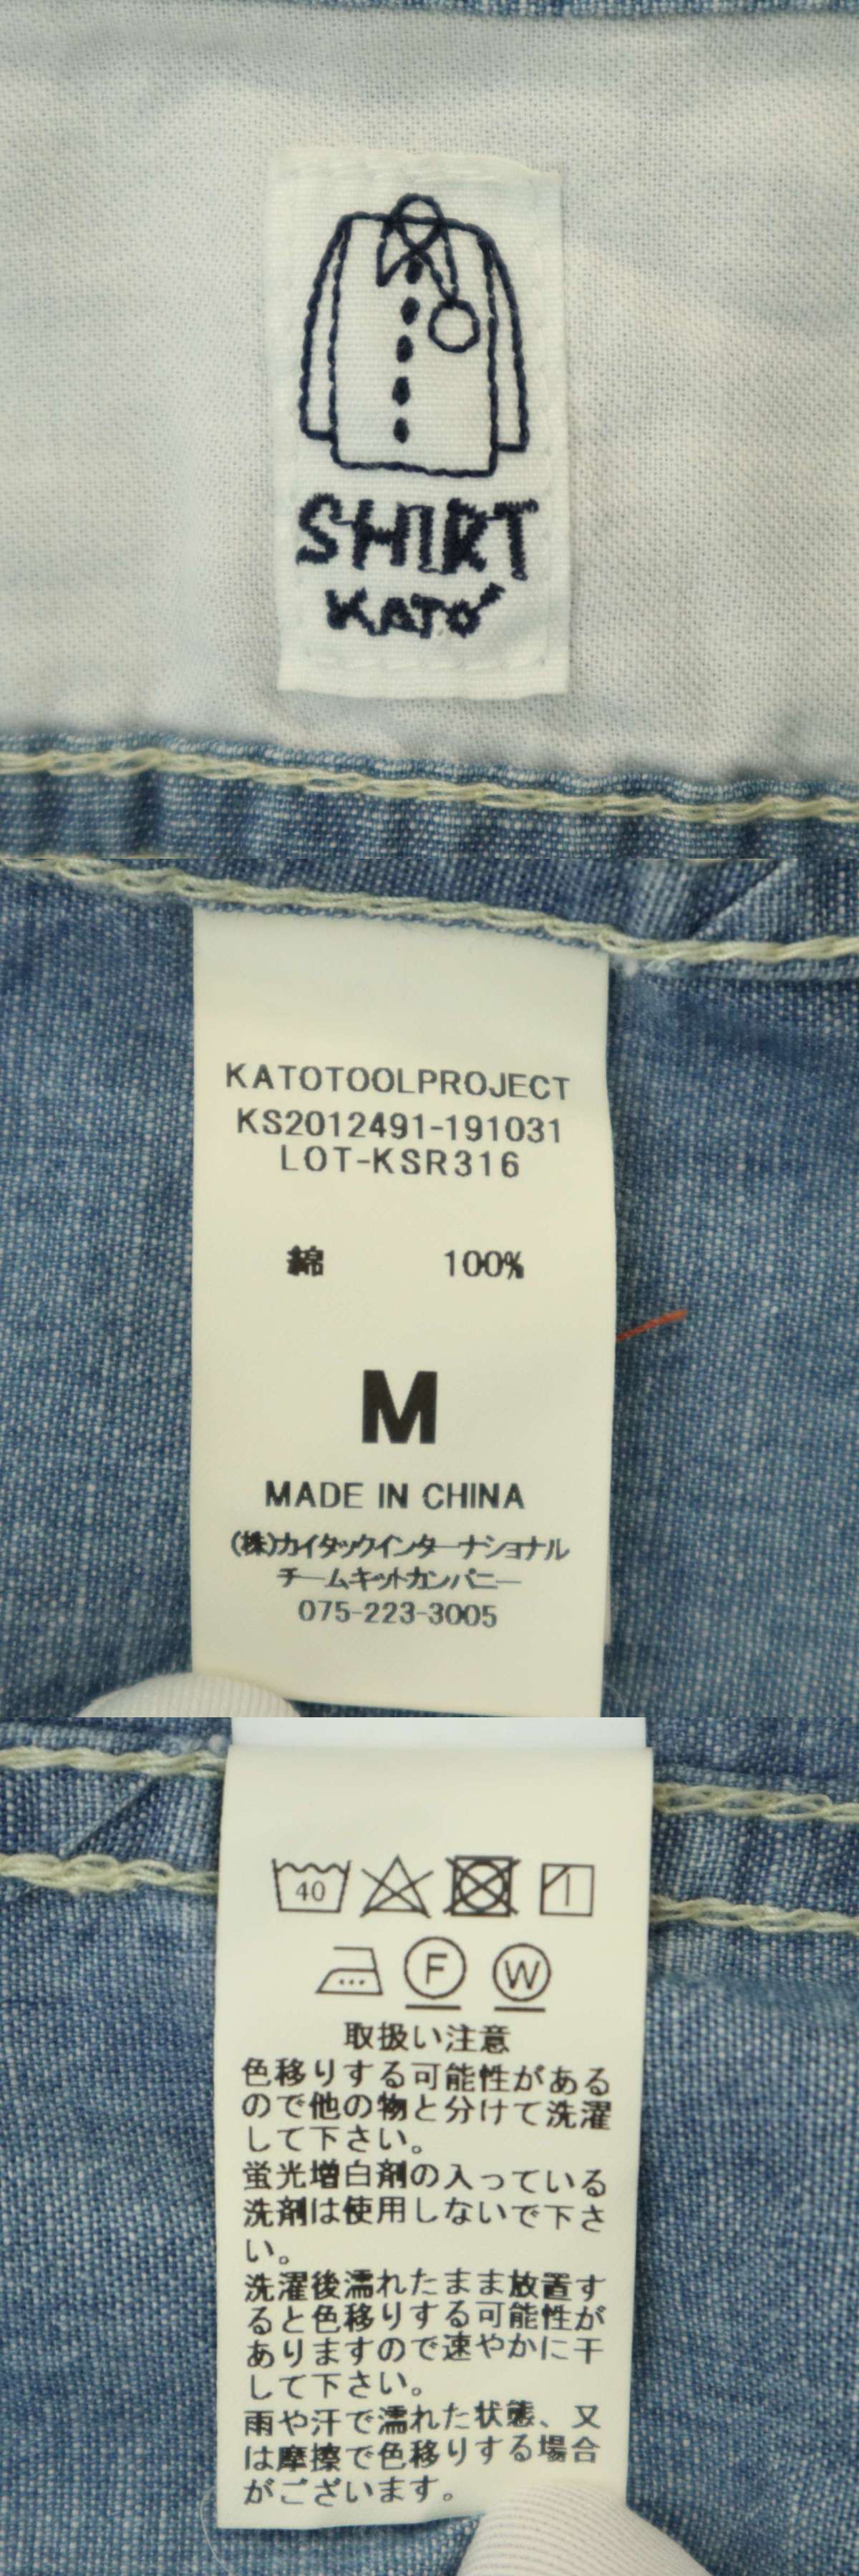 SHIRT
KATO'
KATOTOOLPROJECT
KS2012491-191031
LOT-KSR316
綿 100%
M
MADE IN CHINA
(株)カイタックインターナショナル
チームキットカンパニー
075-223-3005
40
F W
取扱い注意
色移りする可能性がある
ので他の物と分けて洗濯
して下さい。
蛍光増白剤の入っている
洗剤は使用しないで下さ
い。
洗濯後濡れたまま放置す
ると色移りする可能性が
ありますので速やかに干
して下さい。
雨や汗で濡れた状態、又
は摩擦で色移りする場合
がございます。